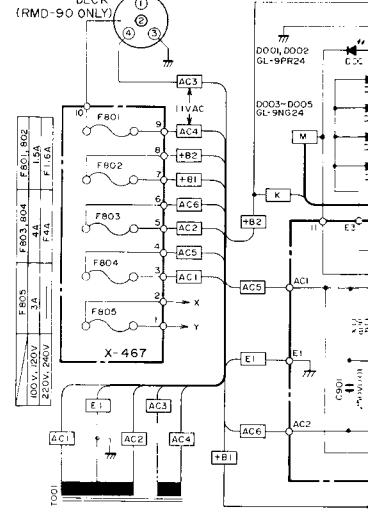 DECK
(RMD-90 ONLY)
1
2
3
4
D001, D002
GL-9PR24
D003~D005
GL-9NG24
AC3
11VAC
AC4
M
K
10
F801
9
8
+B2
F802
7
+B1
6
AC6
F803
5
AC2
+B2
4
AC5
F804
3
AC1
2
X
F805
1
Y
X-467
F801, 802
1.5A
F1.6A
F803, 804
4A
F4A
F805
3A
100V, 120V
220V, 240V
11
E3
AC5
AC1
E1
E1
C901
AC6
AC2
+B1
E1
AC3
AC1
AC2
AC4
T001